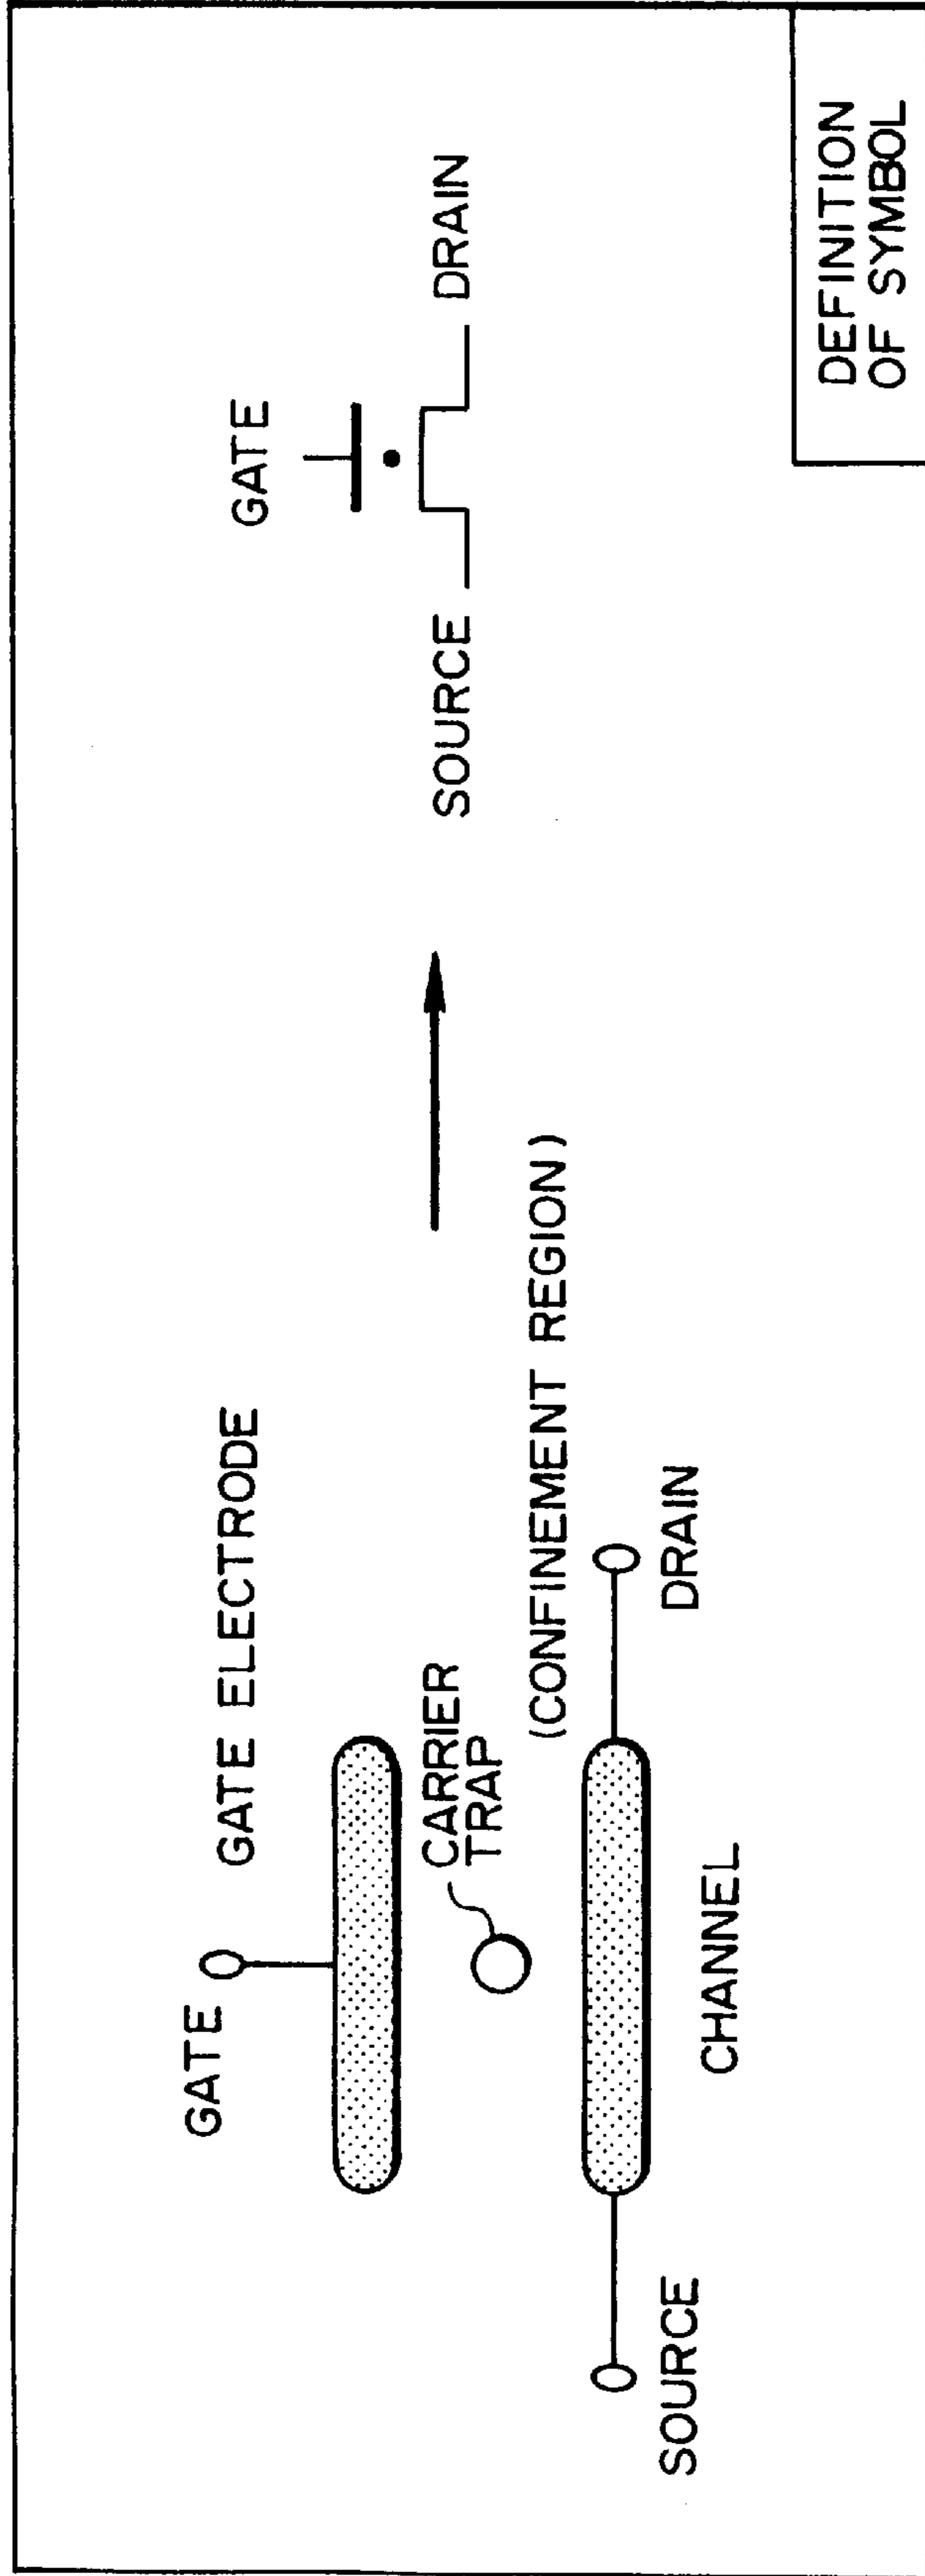 GATE
GATE ELECTRODE
CARRIER
TRAP
(CONFINEMENT REGION)
SOURCE
DRAIN
CHANNEL
GATE
SOURCE
DRAIN
DEFINITION
OF SYMBOL